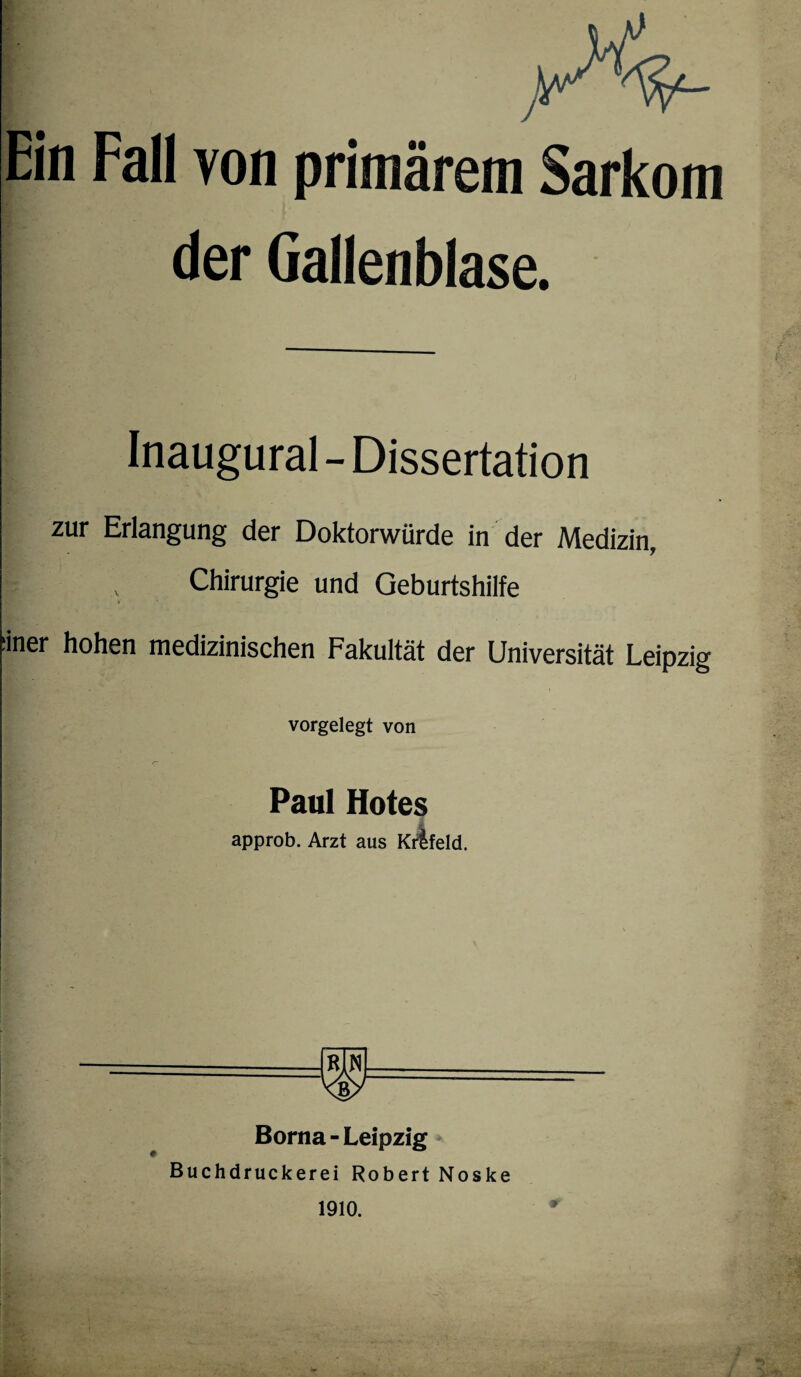 Ein Fall von primärem Sarkom
der Gallenblase.
Inaugural-Dissertation
zur Erlangung der Doktorwürde in der Medizin,
Chirurgie und Geburtshilfe
iner hohen medizinischen Fakultät der Universität Leipzig
vorgelegt von
Paul Hotes
approb. Arzt aus Krefeld.
R N
B
Borna-Leipzig
Buchdruckerei Robert Noske
1910.